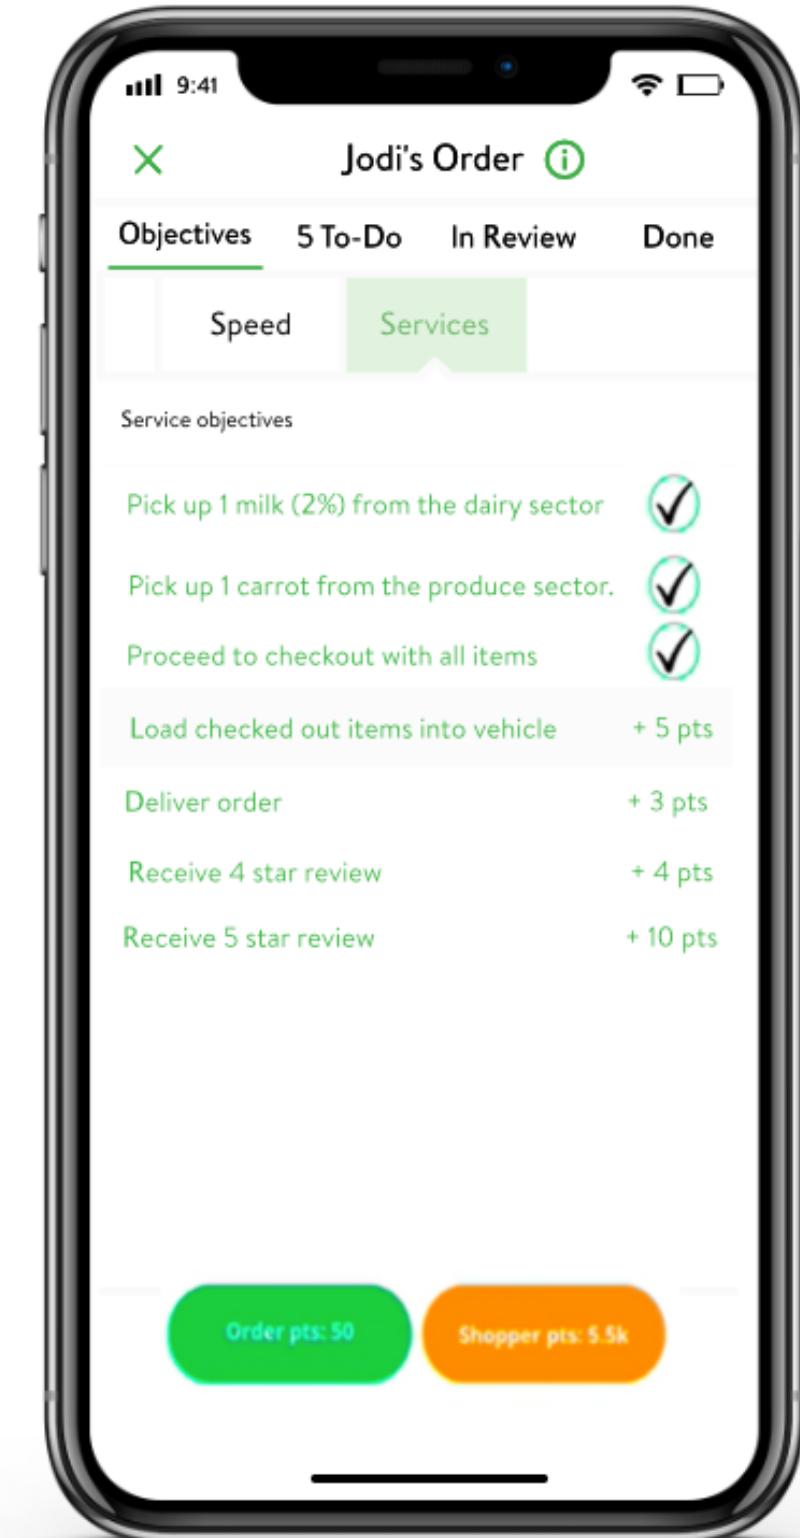 9:41
Jodi's Order
Objectives 5 To-Do In Review Done
Speed Services
Service objectives
Pick up 1 milk (2%) from the dairy sector
Pick up 1 carrot from the produce sector.
Proceed to checkout with all items
Load checked out items into vehicle + 5 pts
Deliver order + 3 pts
Receive 4 star review + 4 pts
Receive 5 star review + 10 pts
Order pts: 50 Shopper pts: 5.5k